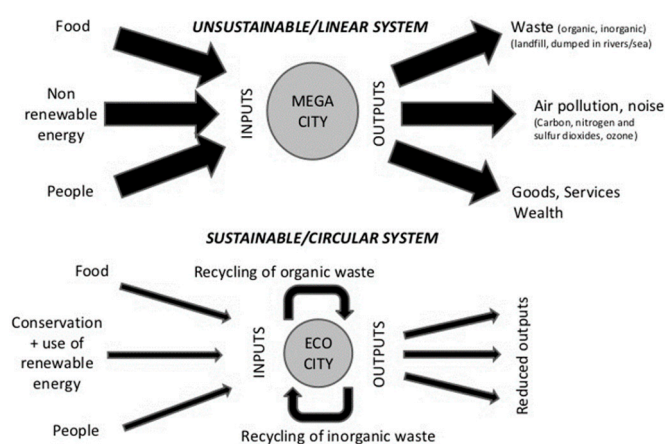 UNSUSTAINABLE/LINEAR SYSTEM
Food
Non
renewable
energy
People
INPUTS
MEGA
CITY
OUTPUTS
Waste (organic, inorganic)
(landfill, dumped in rivers/sea)
Air pollution, noise
(Carbon, nitrogen and
sulfur dioxides, ozone)
Goods, Services
Wealth
SUSTAINABLE/CIRCULAR SYSTEM
Food
Conservation
+ use of
renewable
energy
People
Recycling of organic waste
INPUTS
ECO
CITY
OUTPUTS
Recycling of inorganic waste
Reduced outputs